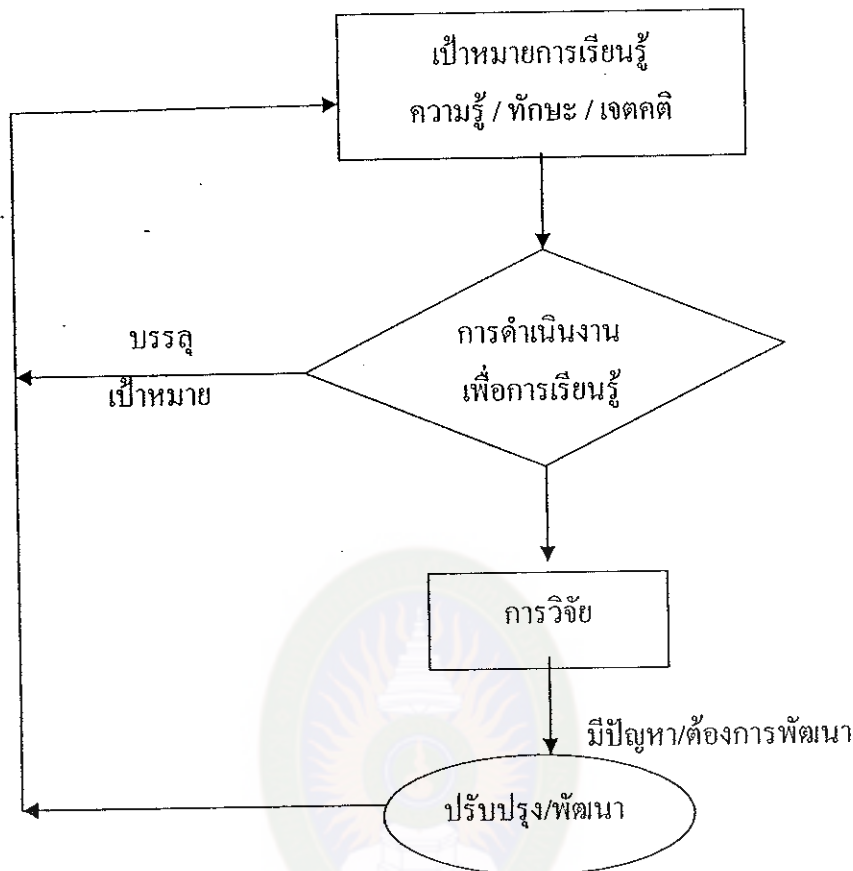 เป้าหมายการเรียนรู้
ความรู้ / ทักษะ / เจตคติ
การดำเนินงาน
เพื่อการเรียนรู้
บรรลุ
เป้าหมาย
การวิจัย
มีปัญหา/ต้องการพัฒนา
ปรับปรุง/พัฒนา